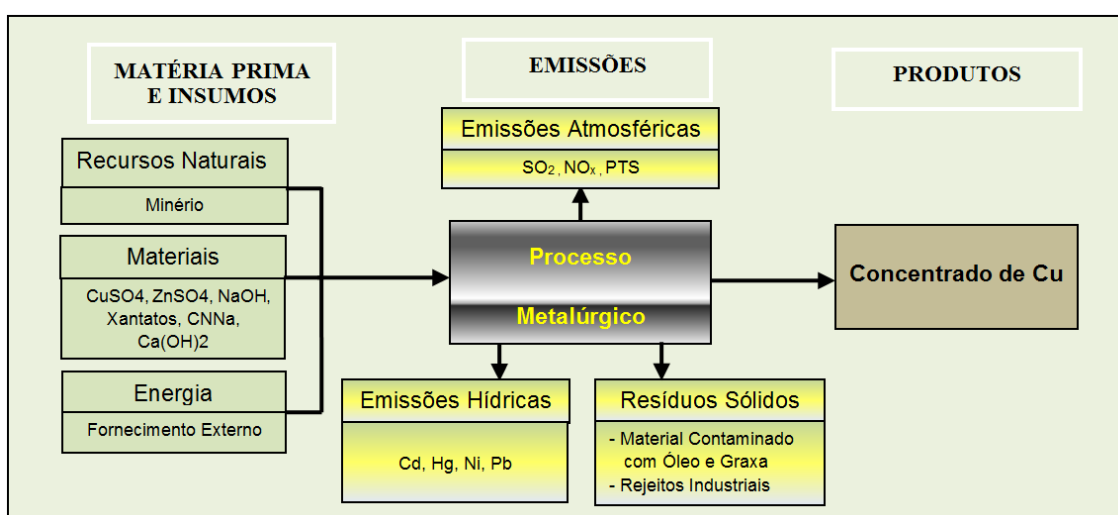 MATÉRIA PRIMA
E INSUMOS
EMISSÕES
PRODUTOS
Recursos Naturais
Minério
Materiais
CuSO4, ZnSO4, NaOH,
Xantatos, CNNa,
Ca(OH)2
Energia
Fornecimento Externo
Emissões Atmosféricas
SO₂, NOₓ, PTS
Processo
Metalúrgico
Emissões Hídricas
Cd, Hg, Ni, Pb
Resíduos Sólidos
- Material Contaminado
com Óleo e Graxa
- Rejeitos Industriais
Concentrado de Cu